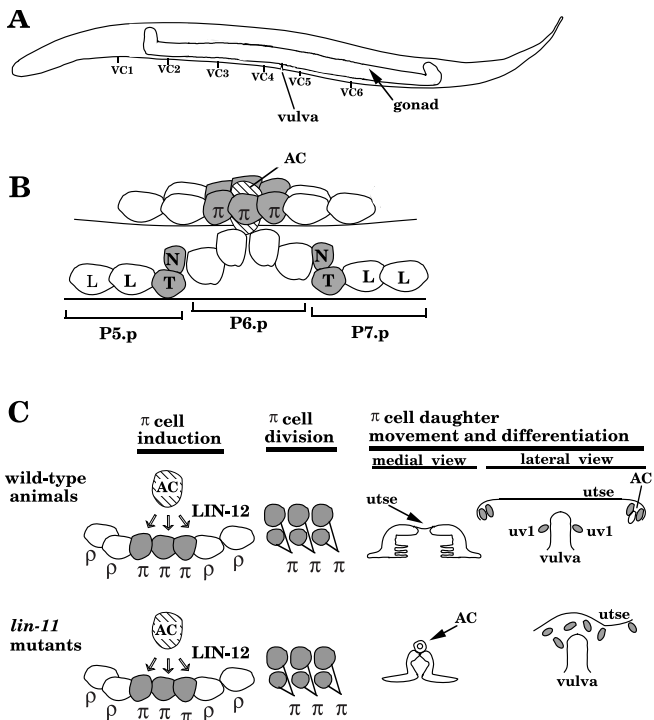 A
VC1 VC2 VC3 VC4 VC5 VC6
vulva
gonad
B
AC
π π π
N N
L L T T L L
P5.p P6.p P7.p
C
π cell induction
π cell division
π cell daughter movement and differentiation
medial view
lateral view
wild-type animals
AC
LIN-12
ρ ρ π π π ρ ρ
π π π
utse
utse
AC
uv1 uv1
vulva
lin-11 mutants
AC
LIN-12
ρ ρ π π π ρ ρ
π π π
AC
utse
vulva